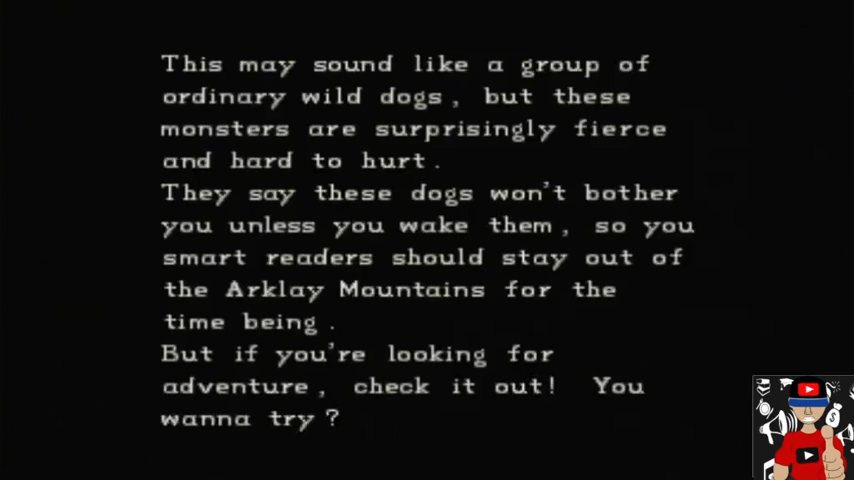 This may sound like a group of
ordinary wild dogs, but these
monsters are surprisingly fierce
and hard to hurt.
They say these dogs won't bother
you unless you wake them, so you
smart readers should stay out of
the Arklay Mountains for the
time being.
But if you're looking for
adventure, check it out! You
wanna try?
$